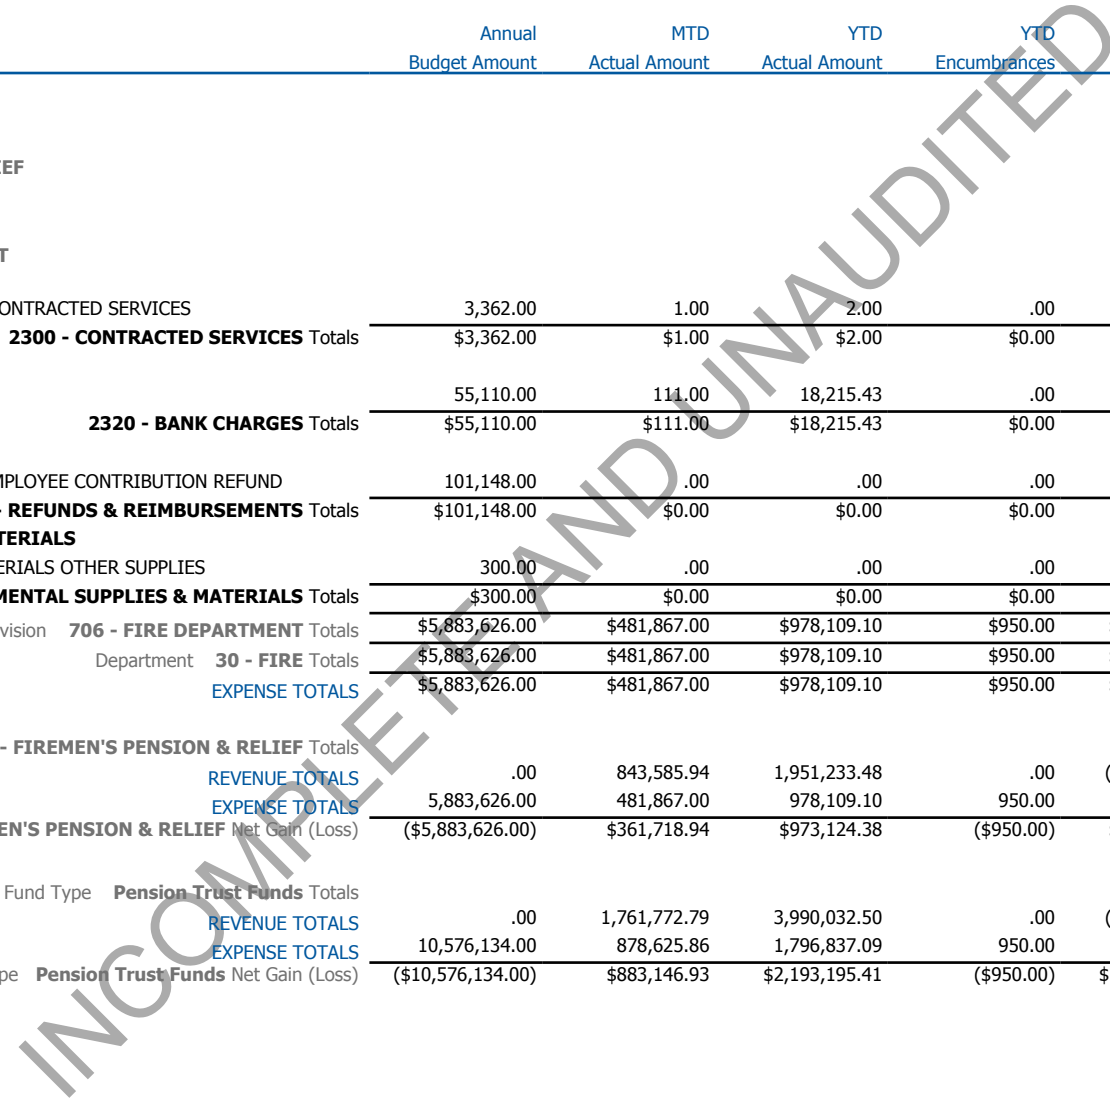 Annual MTD YTD YTD
Budget Amount Actual Amount Actual Amount Encumbrances
IEF
T
ONTRACTED SERVICES 3,362.00 1.00 2.00 .00
2300 - CONTRACTED SERVICES Totals $3,362.00 $1.00 $2.00 $0.00
55,110.00 111.00 18,215.43 .00
2320 - BANK CHARGES Totals $55,110.00 $111.00 $18,215.43 $0.00
MPLOYEE CONTRIBUTION REFUND 101,148.00 .00 .00 .00
- REFUNDS & REIMBURSEMENTS Totals $101,148.00 $0.00 $0.00 $0.00
TERIALS
ERIALS OTHER SUPPLIES 300.00 .00 .00 .00
MENTAL SUPPLIES & MATERIALS Totals $300.00 $0.00 $0.00 $0.00
vision 706 - FIRE DEPARTMENT Totals $5,883,626.00 $481,867.00 $978,109.10 $950.00
Department 30 - FIRE Totals $5,883,626.00 $481,867.00 $978,109.10 $950.00
EXPENSE TOTALS $5,883,626.00 $481,867.00 $978,109.10 $950.00
- FIREMEN'S PENSION & RELIEF Totals
REVENUE TOTALS .00 843,585.94 1,951,233.48 .00 (
EXPENSE TOTALS 5,883,626.00 481,867.00 978,109.10 950.00
EN'S PENSION & RELIEF Net Gain (Loss) ($5,883,626.00) $361,718.94 $973,124.38 ($950.00)
Fund Type Pension Trust Funds Totals
REVENUE TOTALS .00 1,761,772.79 3,990,032.50 .00 (
EXPENSE TOTALS 10,576,134.00 878,625.86 1,796,837.09 950.00
pe Pension Trust Funds Net Gain (Loss) ($10,576,134.00) $883,146.93 $2,193,195.41 ($950.00) $
INCOMPLETE AND UNAUDITED